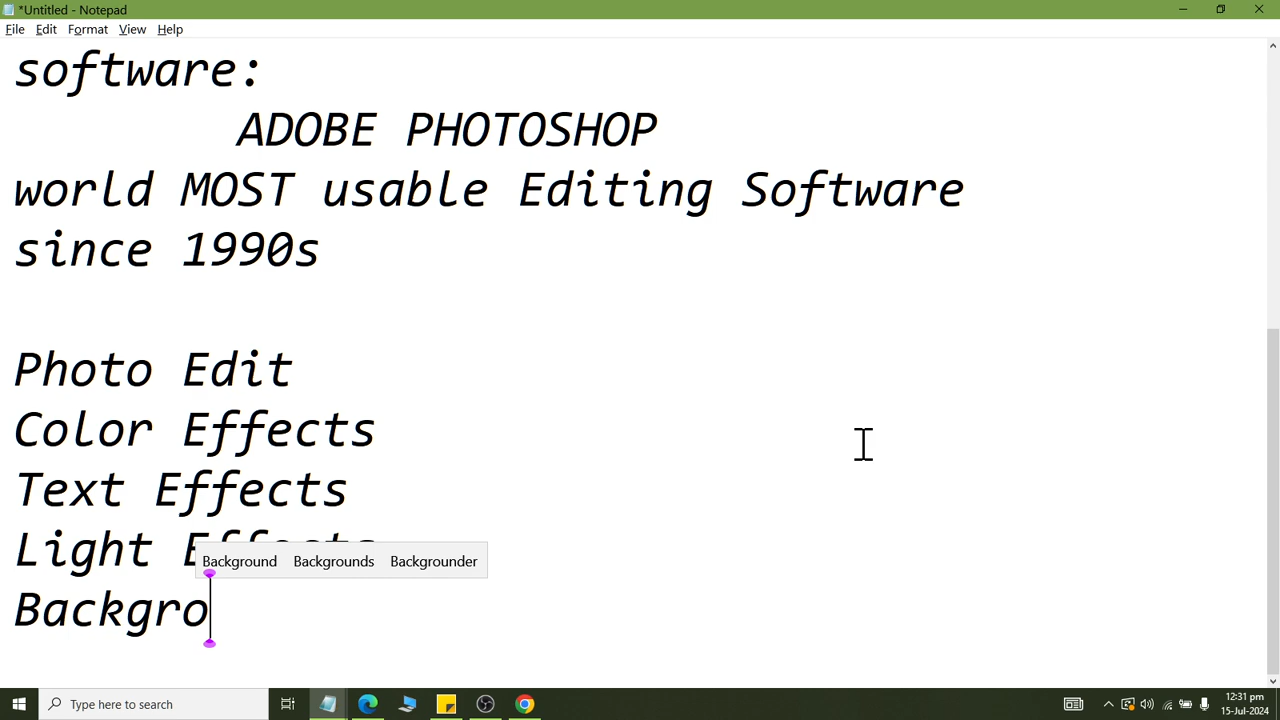 *Untitled - Notepad
File Edit Format View Help
software:
ADOBE PHOTOSHOP
world MOST usable Editing Software
since 1990s
Photo Edit
Color Effects
Text Effects
Light Effects
Background Backgrounds Backgrounder
Backgro
Type here to search
12:31 pm
15-Jul-2024